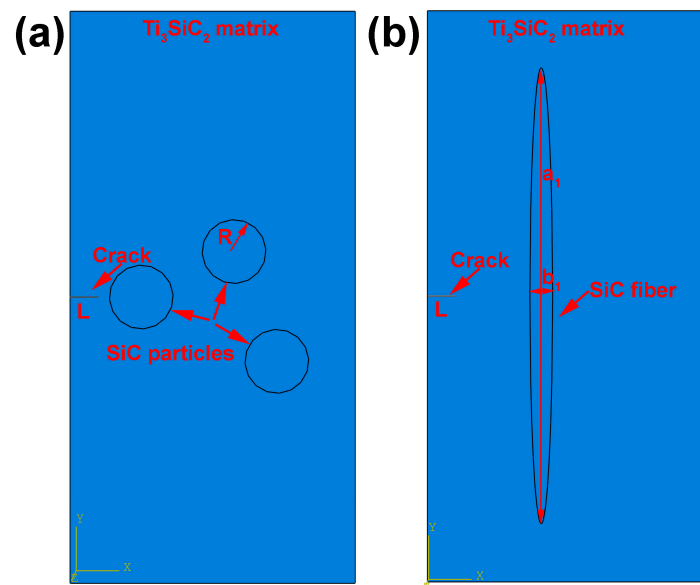 (a)
Ti₃SiC₂ matrix
R
Crack
L
SiC particles
Y
X
Z
(b)
Ti₃SiC₂ matrix
a₁
Crack
b₁
SiC fiber
L
Y
X